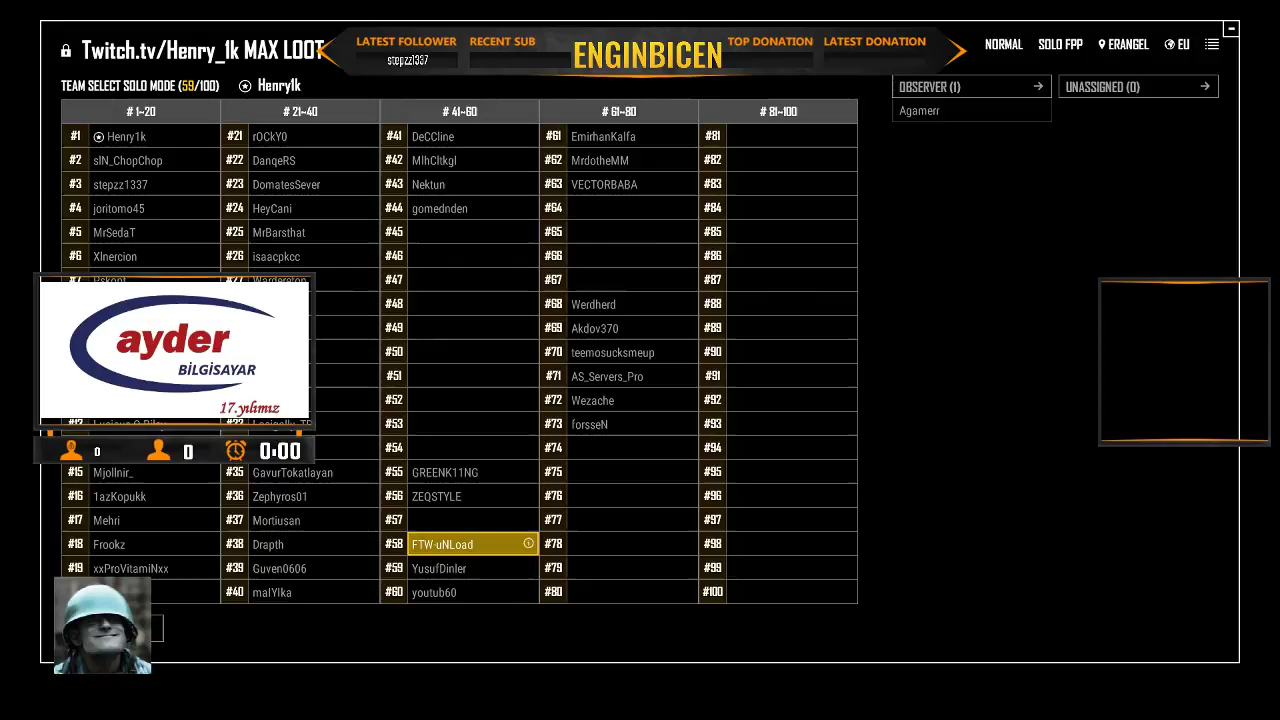 Twitch.tv/Henry_1k MAX LOOT
LATEST FOLLOWER
stepzz1337
RECENT SUB
ENGINBICEN
TOP DONATION
LATEST DONATION
NORMAL SOLO FPP ERANGEL EU
TEAM SELECT SOLO MODE (59/100) Henry1k
OBSERVER (1)
Agamerr
UNASSIGNED (0)
# 1~20 # 21~40 # 41~60 # 61~80 # 81~100
#1 Henry1k #21 rOCKY0 #41 DeCCline #61 EmirhanKalfa #81
#2 slN_ChopChop #22 DanqeRS #42 MlhCltkgl #62 MrdotheMM #82
#3 stepzz1337 #23 DomatesSever #43 Nektun #63 VECTORBABA #83
#4 joritomo45 #24 HeyCani #44 gomednden #64 #84
#5 MrSedaT #25 MrBarsthat #45 #65 #85
#6 Xlnercion #26 isaacpkcc #46 #66 #86
#47 #67 #87
#48 #68 Werdherd #88
#49 #69 Akdov370 #89
#50 #70 teemosucksmeup #90
#51 #71 AS_Servers_Pro #91
#52 #72 Wezache #92
#53 #73 forsseN #93
#54 #74 #94
#15 Mjollnir_ #35 GavurTokatlayan #55 GREENK11NG #75 #95
#16 1azKopukk #36 Zephyros01 #56 ZEQSTYLE #76 #96
#17 Mehri #37 Mortiusan #57 #77 #97
#18 Frookz #38 Drapth #58 FTW-uNLoad #78 #98
#19 xxProVitamiNxx #39 Guven0606 #59 YusufDinler #79 #99
#40 malYlka #60 youtub60 #80 #100
ayder
BİLGİSAYAR
17.yılımız
0 0 0:00